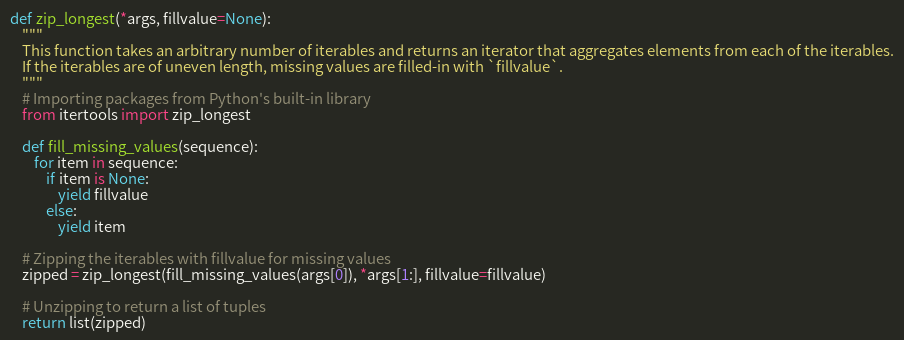 def zip_longest(*args, fillvalue=None):
"""
This function takes an arbitrary number of iterables and returns an iterator that aggregates elements from each of the iterables.
If the iterables are of uneven length, missing values are filled-in with `fillvalue`.
"""
# Importing packages from Python's built-in library
from itertools import zip_longest
def fill_missing_values(sequence):
for item in sequence:
if item is None:
yield fillvalue
else:
yield item
# Zipping the iterables with fillvalue for missing values
zipped = zip_longest(fill_missing_values(args[0]), *args[1:], fillvalue=fillvalue)
# Unzipping to return a list of tuples
return list(zipped)